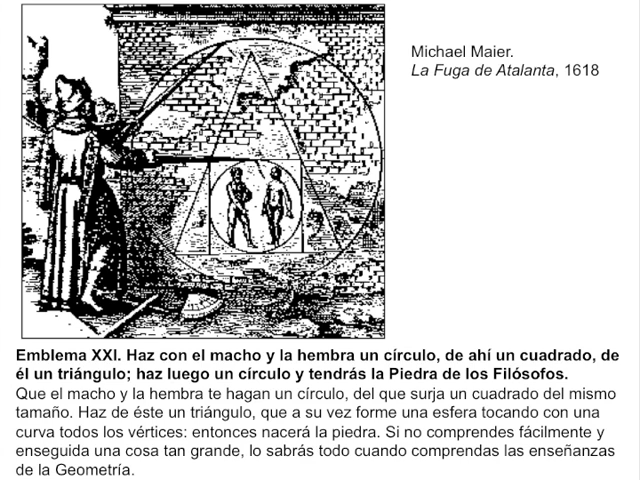 Michael Maier.
La Fuga de Atalanta, 1618
Emblema XXI. Haz con el macho y la hembra un círculo, de ahí un cuadrado, de
él un triángulo; haz luego un círculo y tendrás la Piedra de los Filósofos.
Que el macho y la hembra te hagan un círculo, del que surja un cuadrado del mismo
tamaño. Haz de éste un triángulo, que a su vez forme una esfera tocando con una
curva todos los vértices: entonces nacerá la piedra. Si no comprendes fácilmente y
enseguida una cosa tan grande, lo sabrás todo cuando comprendas las enseñanzas
de la Geometría.